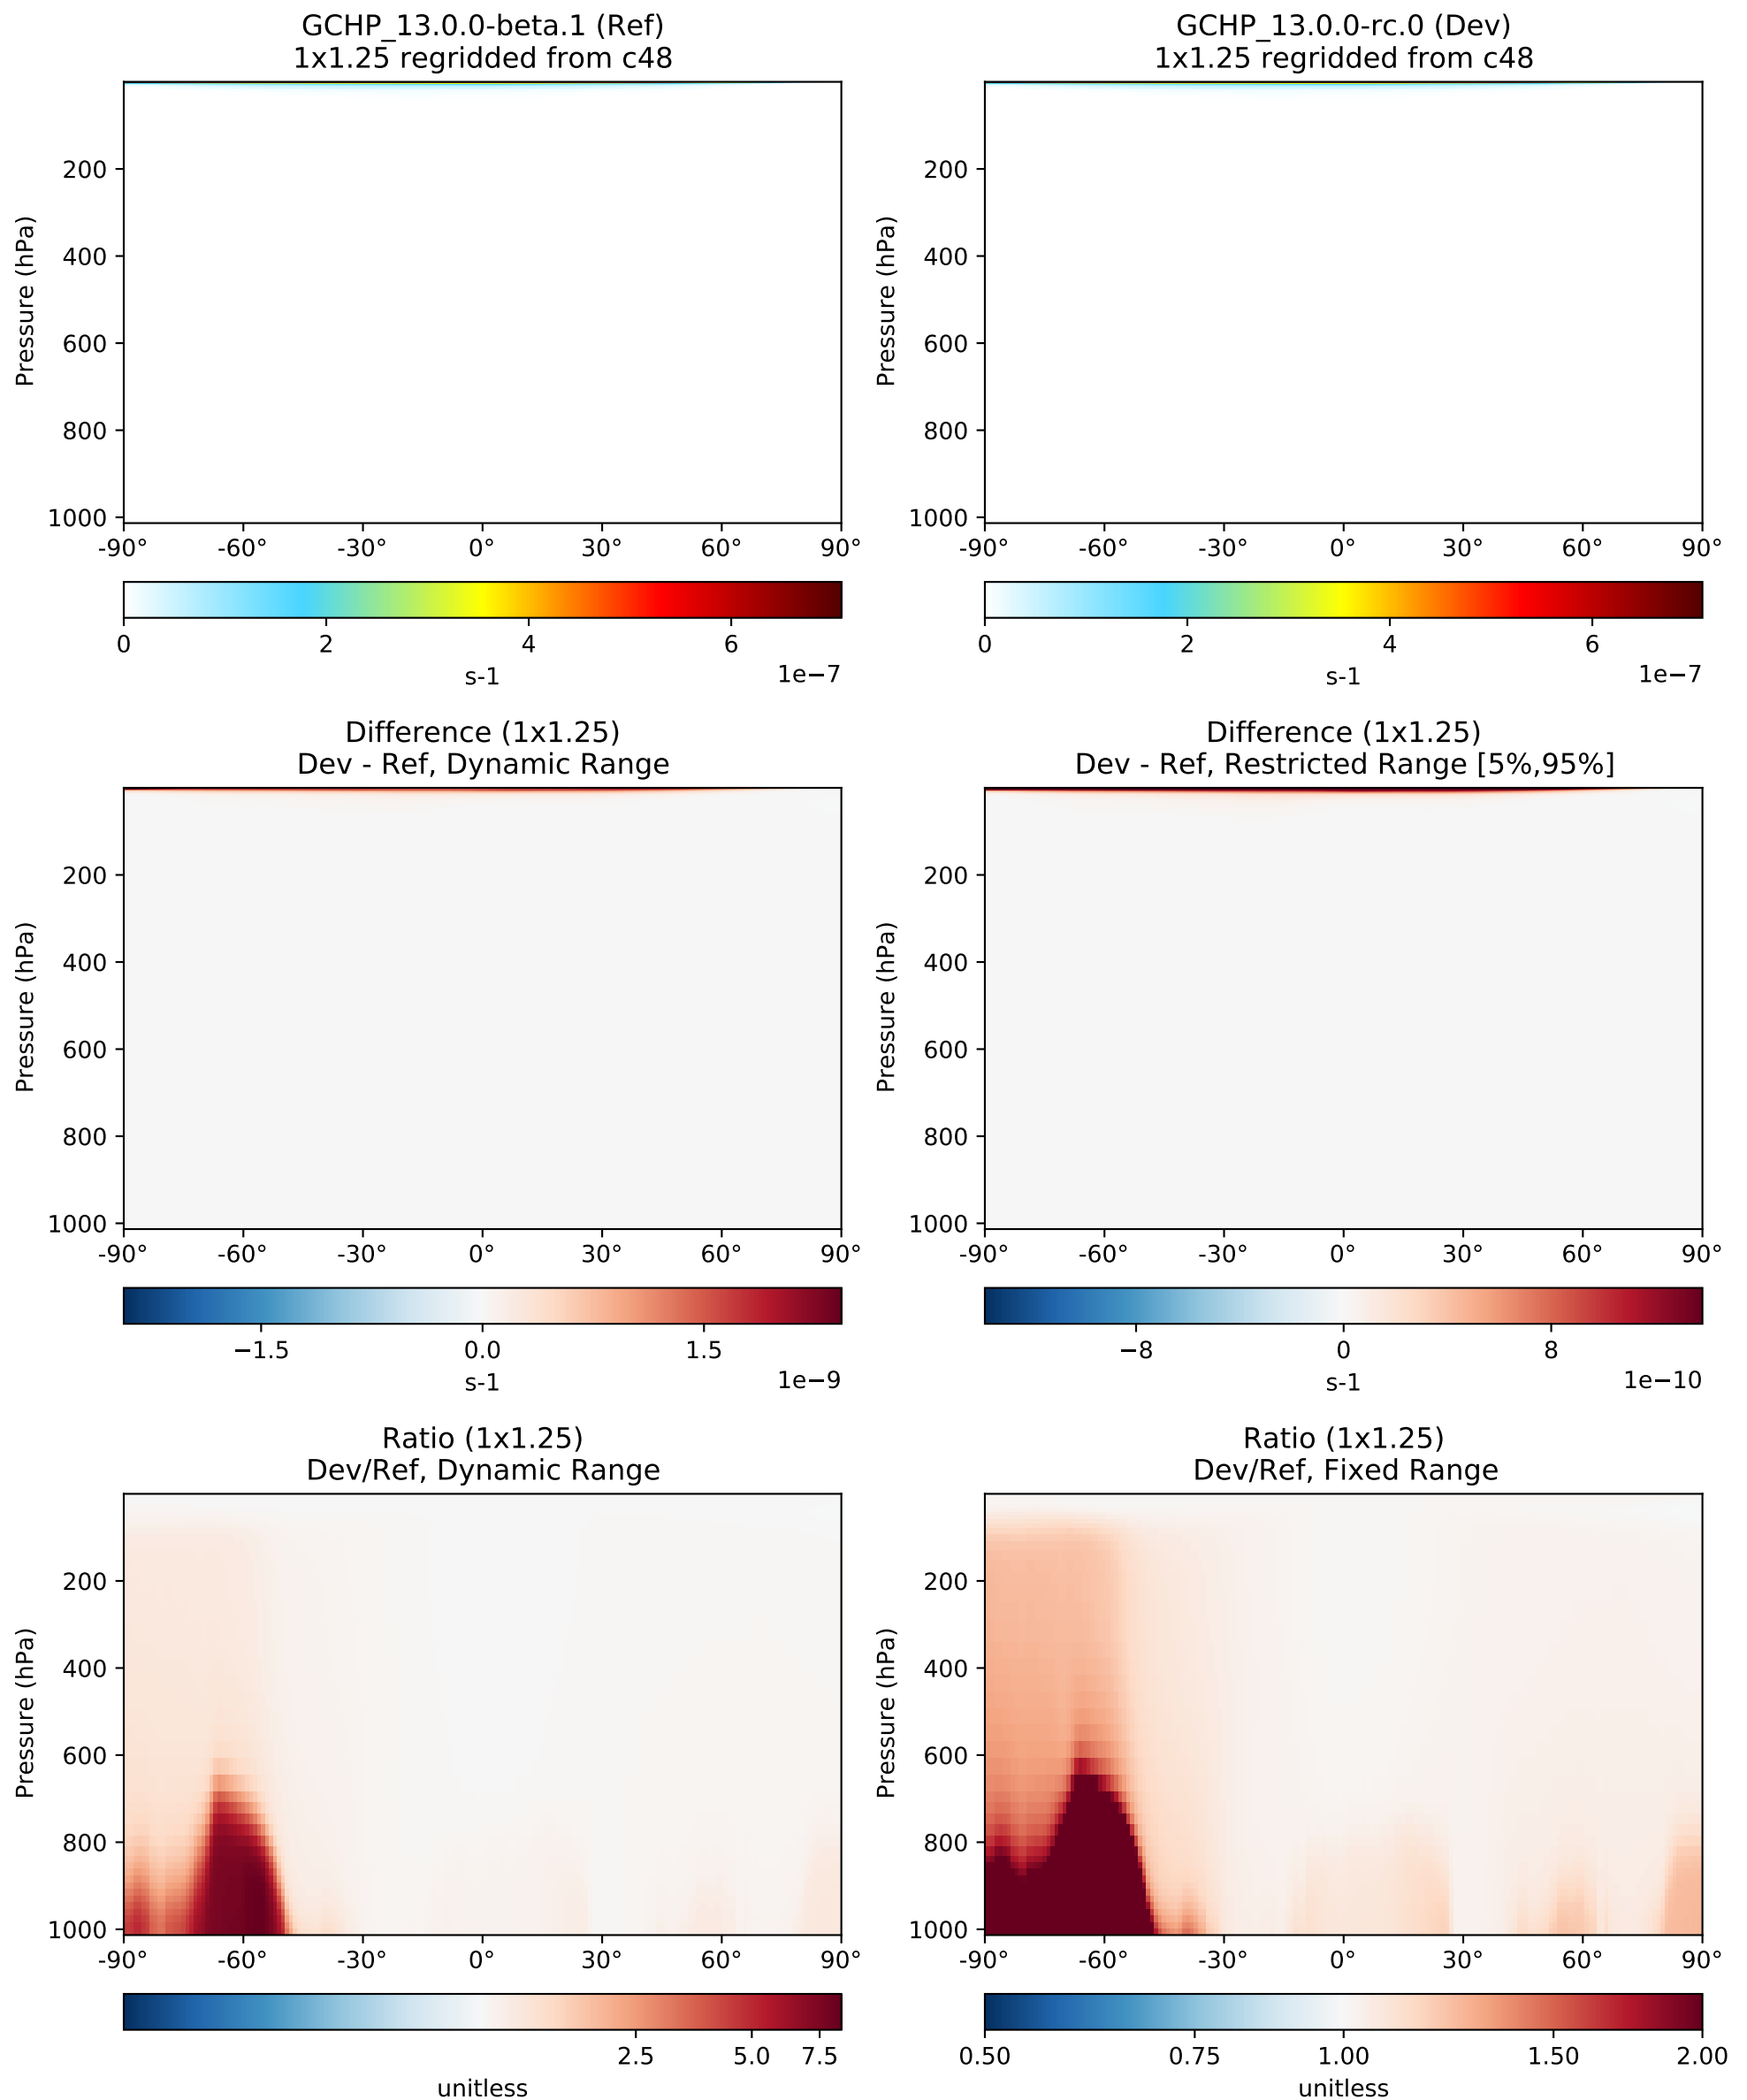 GCHP_13.0.0-beta.1 (Ref)
1x1.25 regridded from c48
Pressure (hPa)
200
400
600
800
1000
-90° -60° -30° 0° 30° 60° 90°
0 2 4 6
s-1
1e−7
GCHP_13.0.0-rc.0 (Dev)
1x1.25 regridded from c48
Pressure (hPa)
200
400
600
800
1000
-90° -60° -30° 0° 30° 60° 90°
0 2 4 6
s-1
1e−7
Difference (1x1.25)
Dev - Ref, Dynamic Range
Pressure (hPa)
200
400
600
800
1000
-90° -60° -30° 0° 30° 60° 90°
−1.5 0.0 1.5
s-1
1e−9
Difference (1x1.25)
Dev - Ref, Restricted Range [5%,95%]
Pressure (hPa)
200
400
600
800
1000
-90° -60° -30° 0° 30° 60° 90°
−8 0 8
s-1
1e−10
Ratio (1x1.25)
Dev/Ref, Dynamic Range
Pressure (hPa)
200
400
600
800
1000
-90° -60° -30° 0° 30° 60° 90°
2.5 5.0 7.5
unitless
Ratio (1x1.25)
Dev/Ref, Fixed Range
Pressure (hPa)
200
400
600
800
1000
-90° -60° -30° 0° 30° 60° 90°
0.50 0.75 1.00 1.50 2.00
unitless